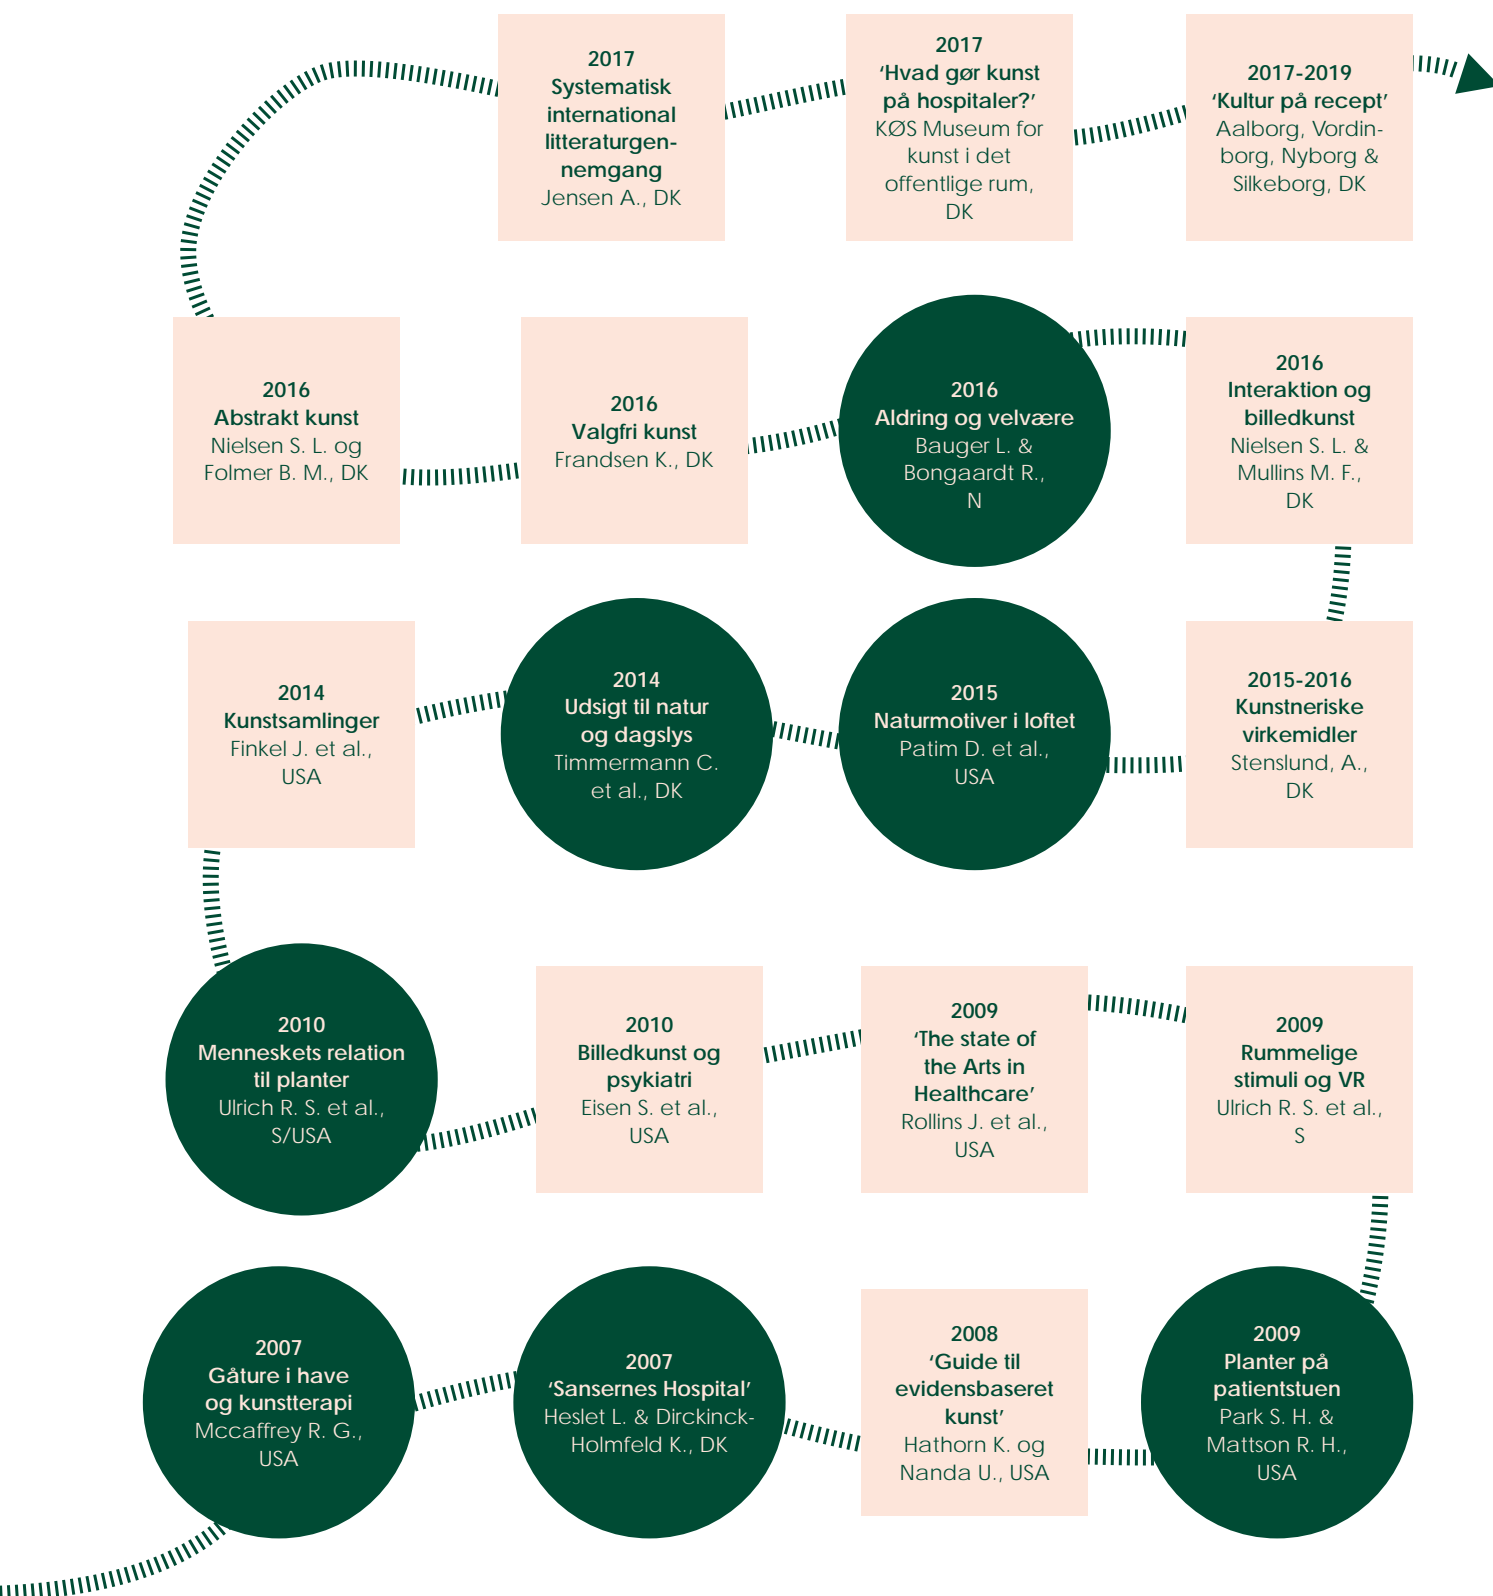 2017
Systematisk
international
litteraturgen-
nemgang
Jensen A., DK
2017
‘Hvad gør kunst
på hospitaler?’
KØS Museum for
kunst i det
offentlige rum,
DK
2017-2019
‘Kultur på recept’
Aalborg, Vordin-
borg, Nyborg &
Silkeborg, DK
2016
Abstrakt kunst
Nielsen S. L. og
Folmer B. M., DK
2016
Valgfri kunst
Frandsen K., DK
2016
Aldring og velvære
Bauger L. &
Bongaardt R.,
N
2016
Interaktion og
billedkunst
Nielsen S. L. &
Mullins M. F.,
DK
2014
Kunstsamlinger
Finkel J. et al.,
USA
2014
Udsigt til natur
og dagslys
Timmermann C.
et al., DK
2015
Naturmotiver i loftet
Patim D. et al.,
USA
2015-2016
Kunstneriske
virkemidler
Stenslund, A.,
DK
2010
Menneskets relation
til planter
Ulrich R. S. et al.,
S/USA
2010
Billedkunst og
psykiatri
Eisen S. et al.,
USA
2009
‘The state of
the Arts in
Healthcare’
Rollins J. et al.,
USA
2009
Rummelige
stimuli og VR
Ulrich R. S. et al.,
S
2007
Gåture i have
og kunstterapi
Mccaffrey R. G.,
USA
2007
‘Sansernes Hospital’
Heslet L. & Dirckinck-
Holmfeld K., DK
2008
‘Guide til
evidensbaseret
kunst’
Hathorn K. og
Nanda U., USA
2009
Planter på
patientstuen
Park S. H. &
Mattson R. H.,
USA